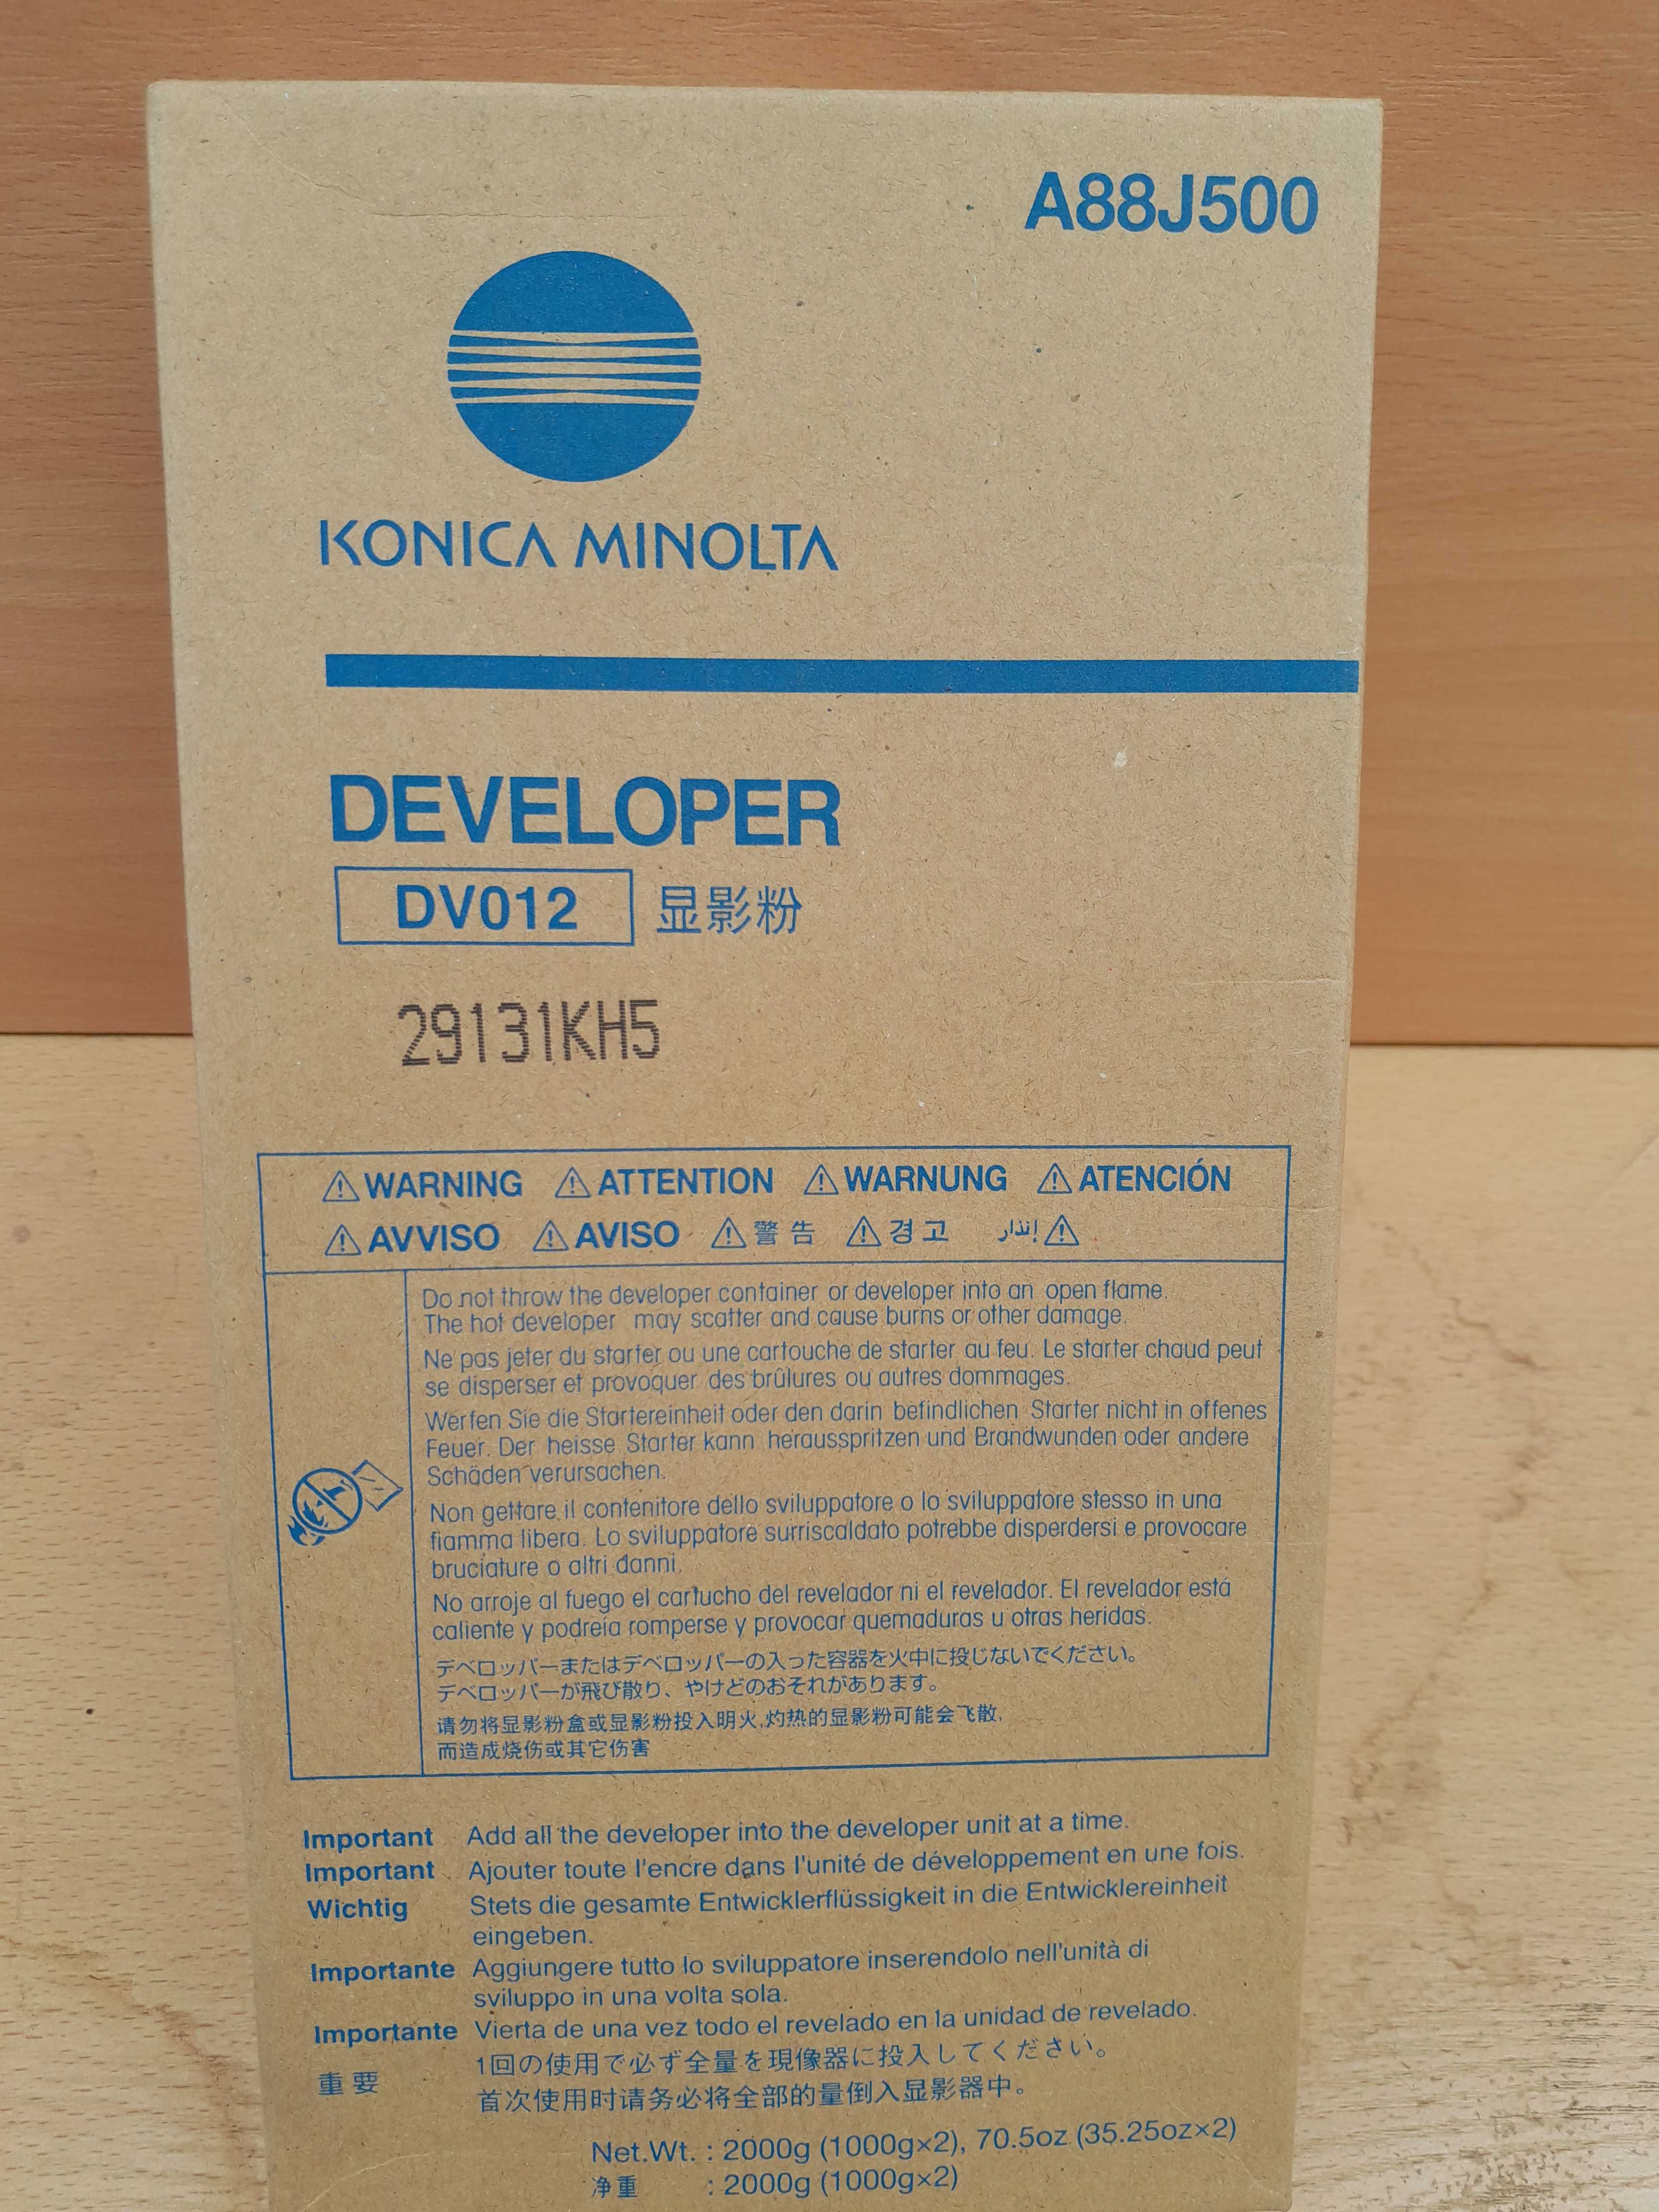 A88J500
KONICA MINOLTA
DEVELOPER
DV012 显影粉
29131KH5
⚠WARNING ⚠ATTENTION ⚠WARNUNG ⚠ATENCIÓN
⚠AVVISO ⚠AVISO ⚠警告 ⚠경고 إنذار⚠
Do not throw the developer container or developer into an open flame.
The hot developer may scatter and cause burns or other damage.
Ne pas jeter du starter ou une cartouche de starter au feu. Le starter chaud peut
se disperser et provoquer des brûlures ou autres dommages.
Werfen Sie die Startereinheit oder den darin befindlichen Starter nicht in offenes
Feuer. Der heisse Starter kann herausspritzen und Brandwunden oder andere
Schäden verursachen.
Non gettare il contenitore dello sviluppatore o lo sviluppatore stesso in una
fiamma libera. Lo sviluppatore surriscaldato potrebbe disperdersi e provocare
bruciature o altri danni.
No arroje al fuego el cartucho del revelador ni el revelador. El revelador está
caliente y podreía romperse y provocar quemaduras u otras heridas.
デベロッパーまたはデベロッパーの入った容器を火中に投じないでください。
デベロッパーが飛び散り、やけどのおそれがあります。
请勿将显影粉盒或显影粉投入明火,灼热的显影粉可能会飞散,
而造成烧伤或其它伤害
Important Add all the developer into the developer unit at a time.
Important Ajouter toute l'encre dans l'unité de développement en une fois.
Wichtig Stets die gesamte Entwicklerflüssigkeit in die Entwicklereinheit
eingeben.
Importante Aggiungere tutto lo sviluppatore inserendolo nell'unità di
sviluppo in una volta sola.
Importante Vierta de una vez todo el revelado en la unidad de revelado.
重要 1回の使用で必ず全量を現像器に投入してください。
首次使用时请务必将全部的量倒入显影器中。
Net.Wt. : 2000g (1000g×2), 70.5oz (35.25oz×2)
净重 : 2000g (1000g×2)